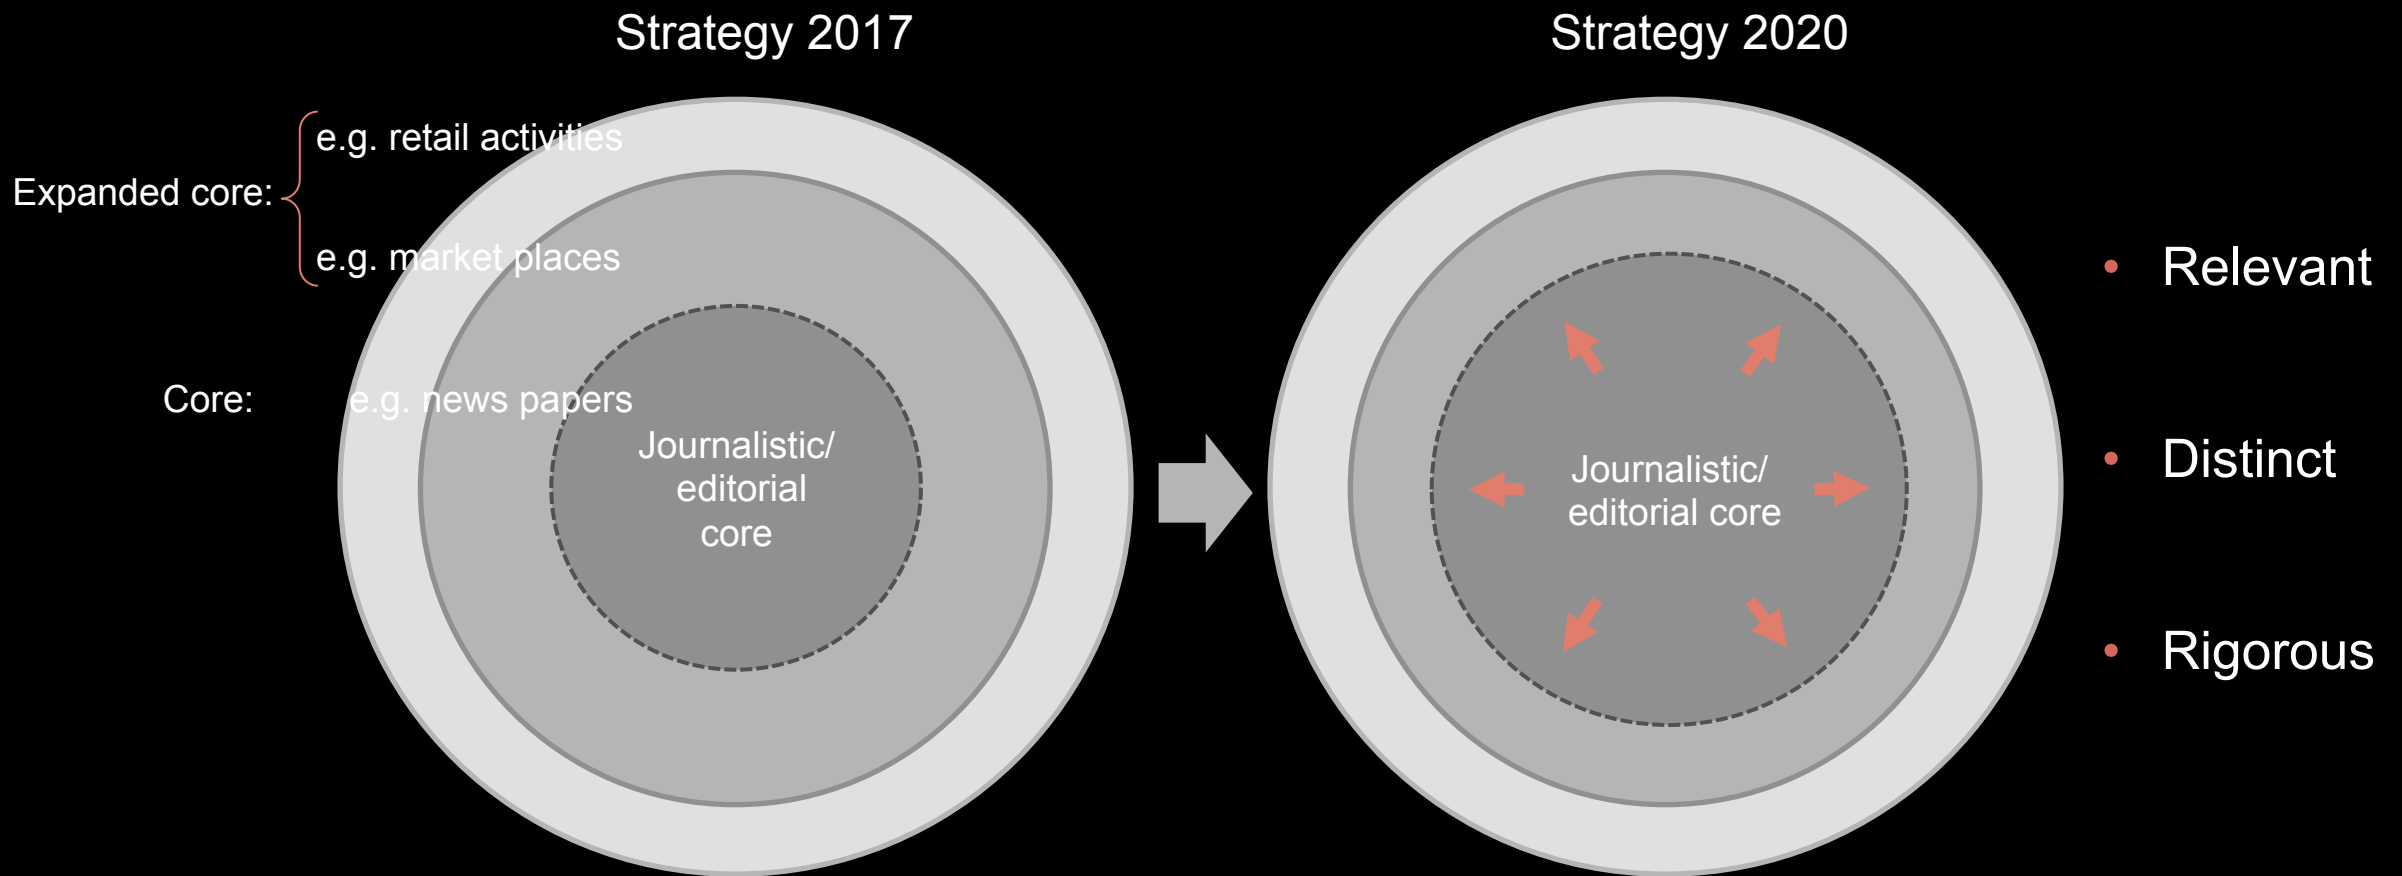 Strategy 2017
Expanded core:
e.g. retail activities
e.g. market places
Core:
e.g. news papers
Journalistic/
editorial
core
Strategy 2020
Journalistic/
editorial core
• Relevant
• Distinct
• Rigorous